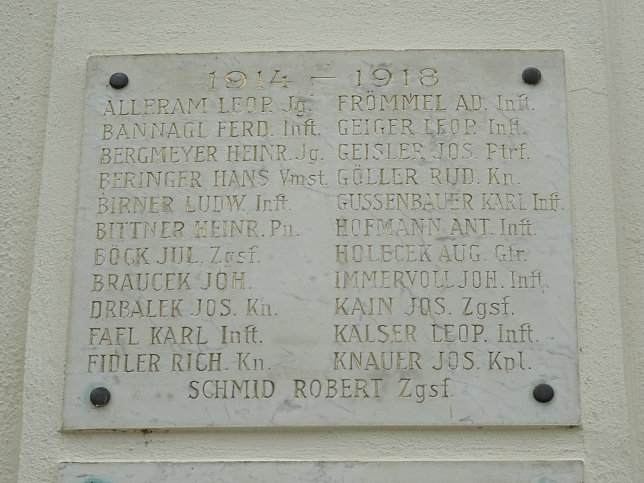 1914 – 1918
ALLERAM LEOP. Jg. FRÖMMEL AD. Inft.
BANNAGL FERD. Inft. GEIGER LEOP. Inft.
BERGMEYER HEINR. Jg. GEISLER JOS. Ptrf.
BERINGER HANS Vmst. GÖLLER RUD. Kn.
BIRNER LUDW. Inft. GUSSENBAUER KARL Inft.
BITTNER HEINR. Pn. HOFMANN ANT. Inft.
BÖCK JUL. Zgsf. HOLECEK AUG. Gfr.
BRAUCEK JOH. IMMERVOLL JOH. Inft.
DRBALEK JOS. Kn. KAIN JOS. Zgsf.
FAFL KARL Inft. KALSER LEOP. Inft.
FIDLER RICH. Kn. KNAUER JOS. Kpl.
SCHMID ROBERT Zgsf.